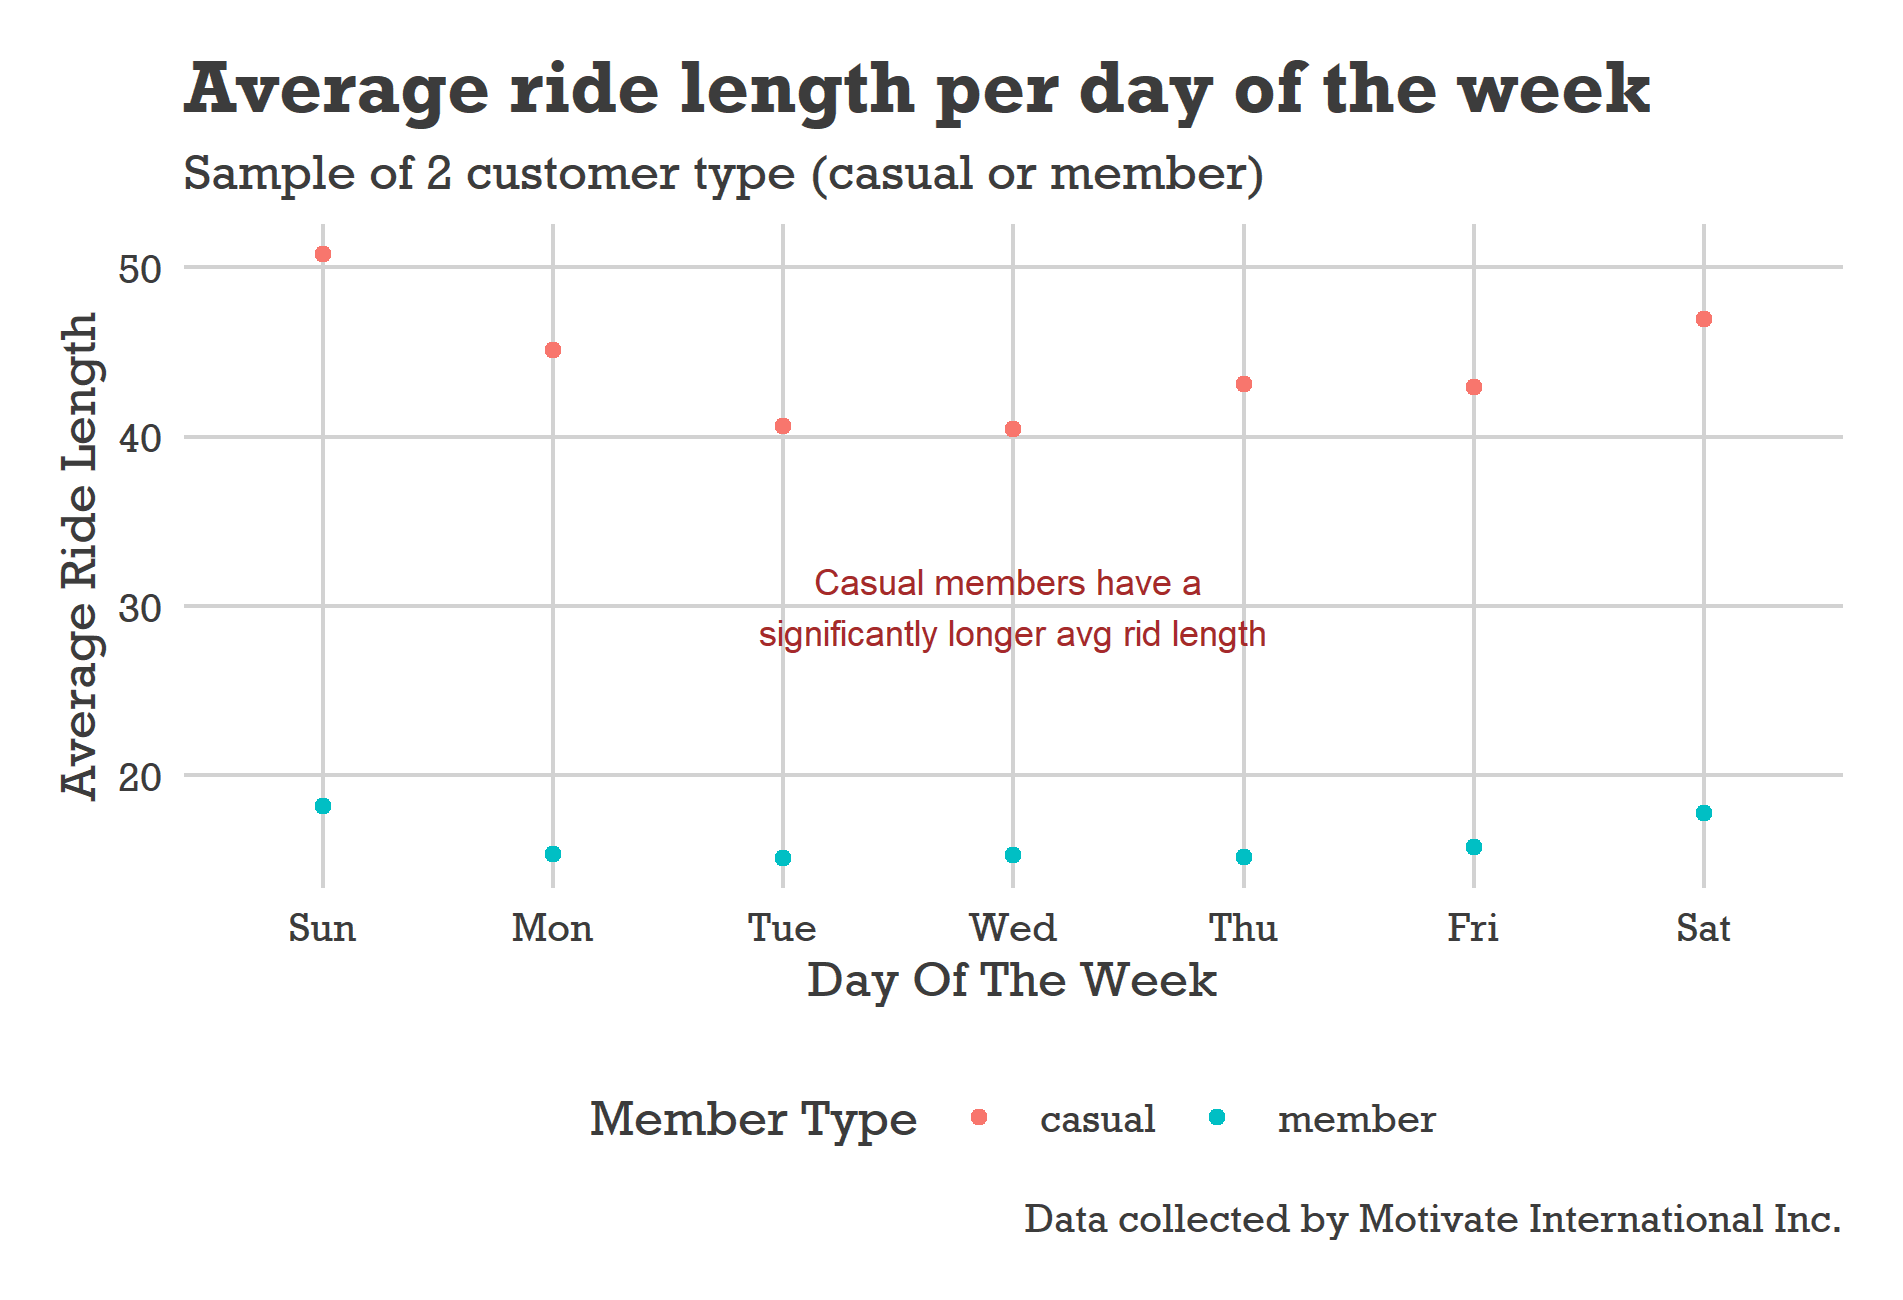 Average ride length per day of the week
Sample of 2 customer type (casual or member)
Average Ride Length
50
40
30
20
Casual members have a
significantly longer avg rid length
Sun Mon Tue Wed Thu Fri Sat
Day Of The Week
Member Type casual member
Data collected by Motivate International Inc.